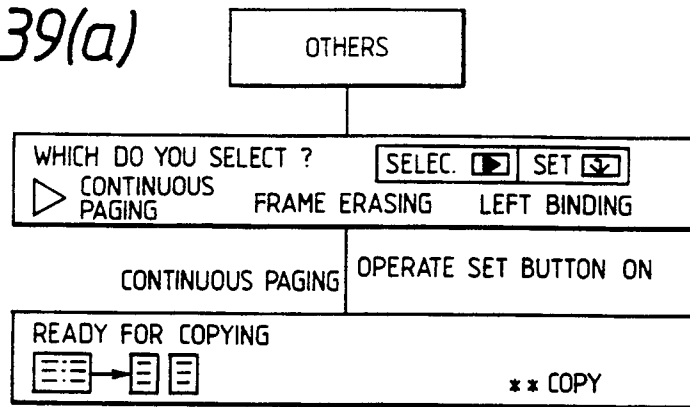 39(a)
OTHERS
WHICH DO YOU SELECT ? SELEC. SET
CONTINUOUS
PAGING FRAME ERASING LEFT BINDING
CONTINUOUS PAGING OPERATE SET BUTTON ON
READY FOR COPYING
** COPY